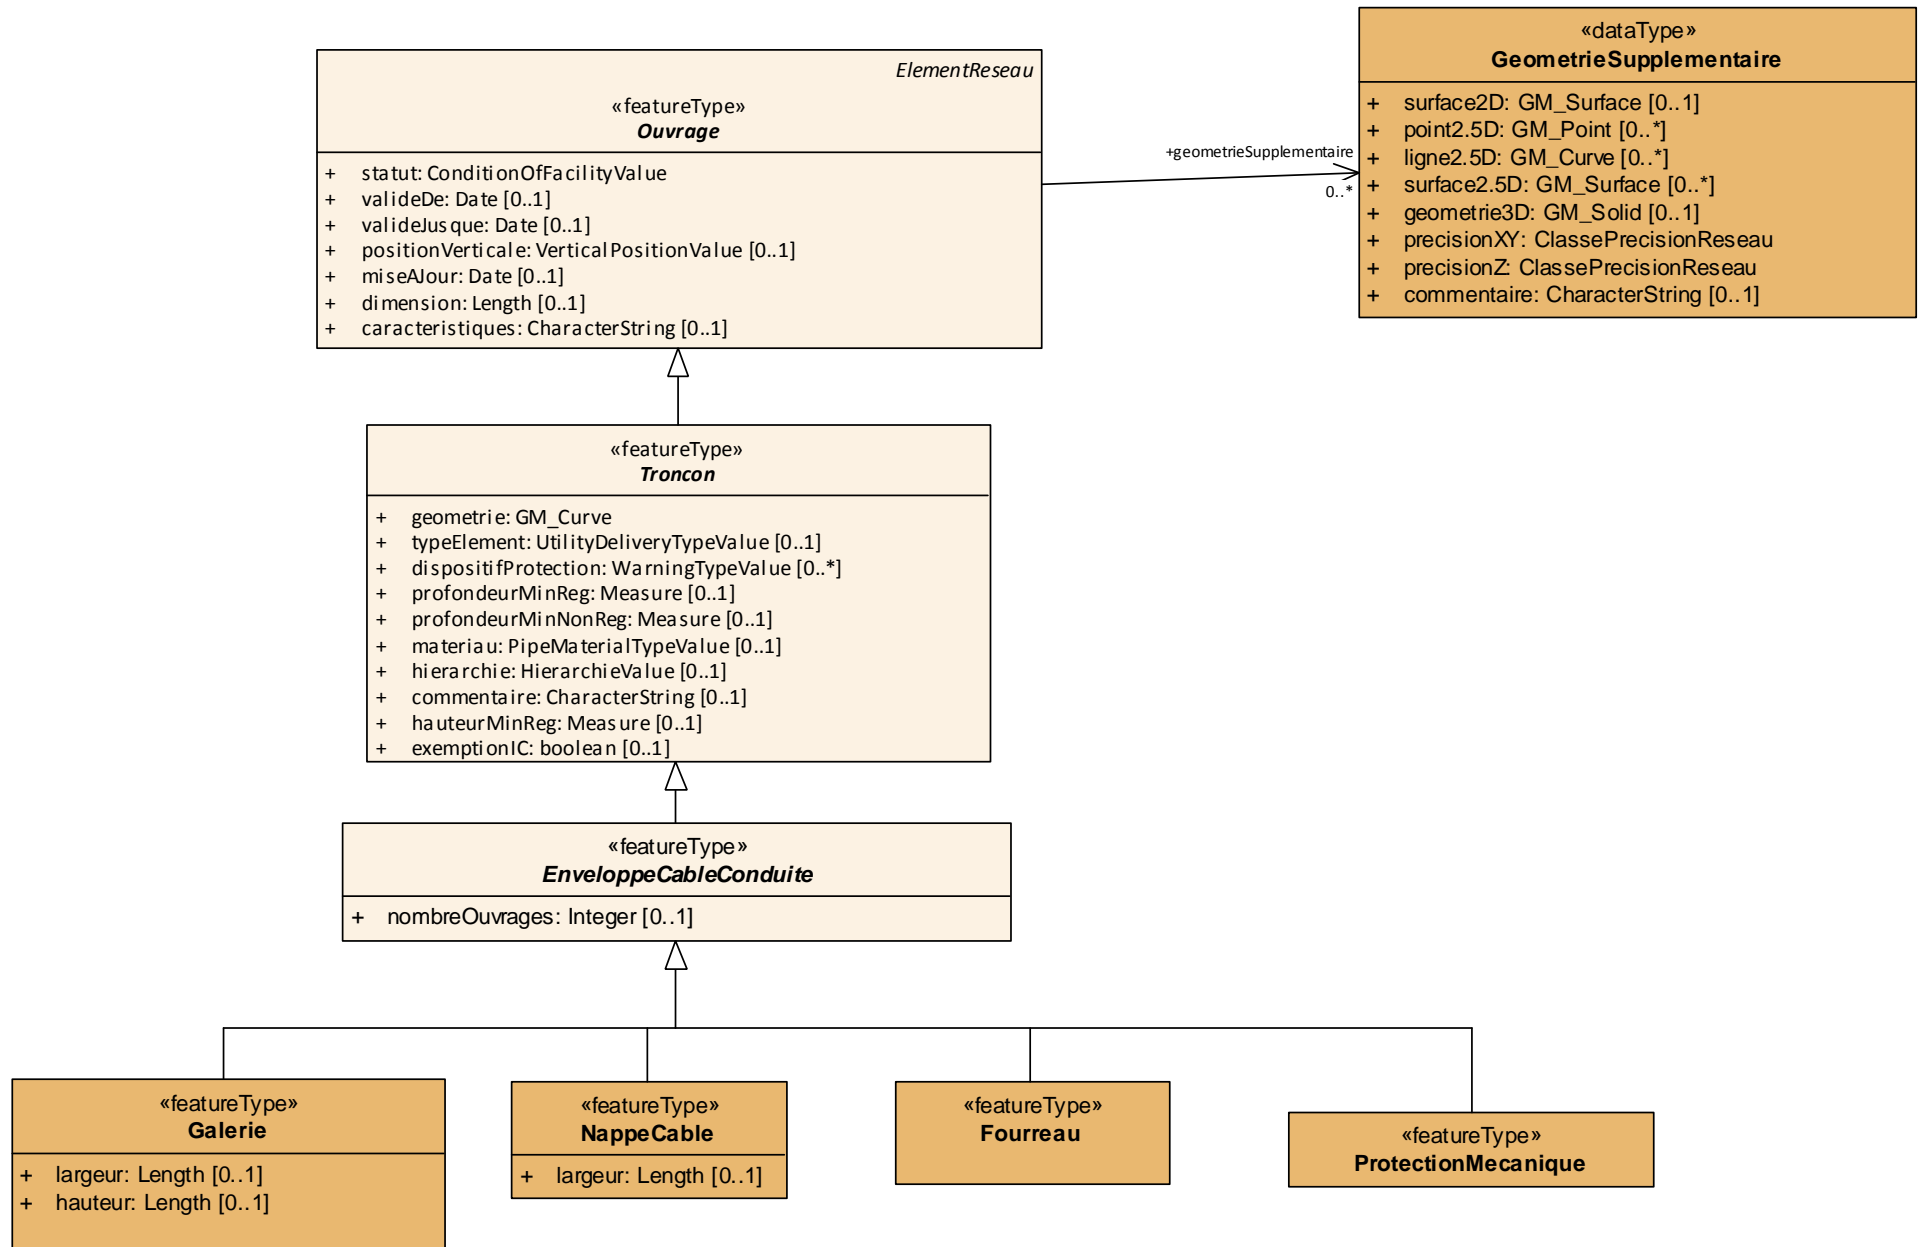 ElementReseau
«featureType»
Ouvrage
+ statut: ConditionOfFacilityValue
+ valideDe: Date [0..1]
+ valideJusque: Date [0..1]
+ positionVerticale: VerticalPositionValue [0..1]
+ miseAJour: Date [0..1]
+ dimension: Length [0..1]
+ caracteristiques: CharacterString [0..1]
+geometrieSupplementaire
0..*
«dataType»
GeometrieSupplementaire
+ surface2D: GM_Surface [0..1]
+ point2.5D: GM_Point [0..*]
+ ligne2.5D: GM_Curve [0..*]
+ surface2.5D: GM_Surface [0..*]
+ geometrie3D: GM_Solid [0..1]
+ precisionXY: ClassePrecisionReseau
+ precisionZ: ClassePrecisionReseau
+ commentaire: CharacterString [0..1]
«featureType»
Troncon
+ geometrie: GM_Curve
+ typeElement: UtilityDeliveryTypeValue [0..1]
+ dispositifProtection: WarningTypeValue [0..*]
+ profondeurMinReg: Measure [0..1]
+ profondeurMinNonReg: Measure [0..1]
+ materiau: PipeMaterialTypeValue [0..1]
+ hierarchie: HierarchieValue [0..1]
+ commentaire: CharacterString [0..1]
+ hauteurMinReg: Measure [0..1]
+ exemptionIC: boolean [0..1]
«featureType»
EnveloppeCableConduite
+ nombreOuvrages: Integer [0..1]
«featureType»
Galerie
+ largeur: Length [0..1]
+ hauteur: Length [0..1]
«featureType»
NappeCable
+ largeur: Length [0..1]
«featureType»
Fourreau
«featureType»
ProtectionMecanique